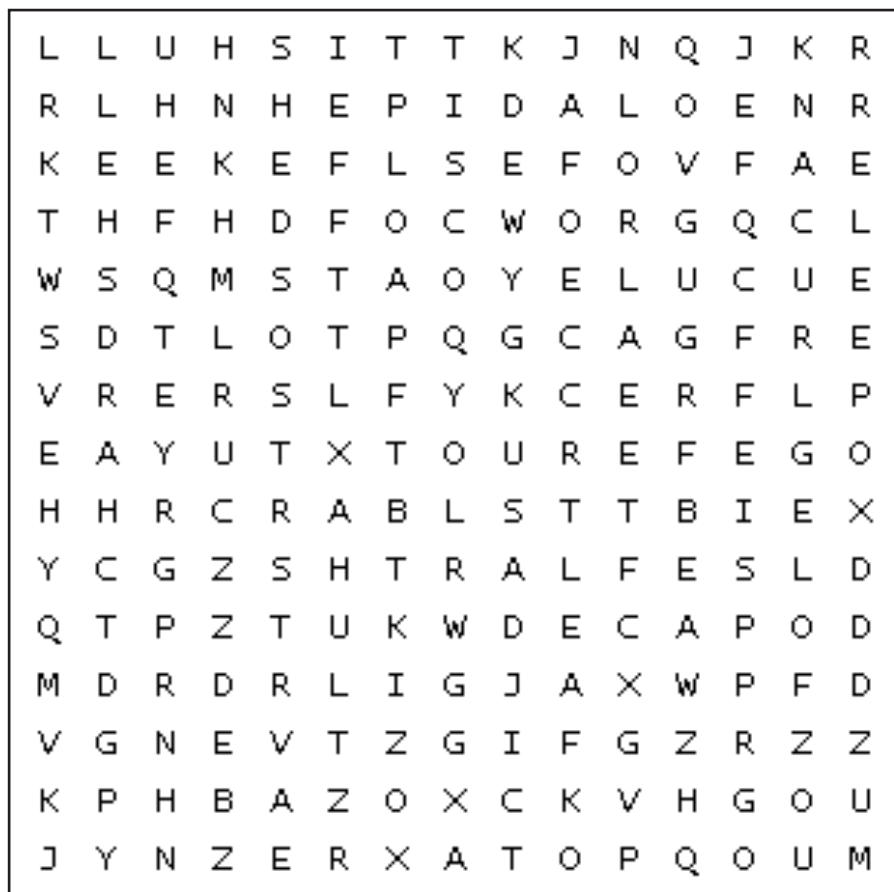 L L U H S I T T K J N Q J K R
R L H N H E P I D A L O E N R
K E E K E F L S E F O V F A E
T H F H D F O C W O R G Q C L
W S Q M S T A O Y E L U C U E
S D T L O T P Q G C A G F R E
V R E R S L F Y K C E R F L P
E A Y U T X T O U R E F E G O
H H R C R A B L S T T B I E X
Y C G Z S H T R A L F E S L D
Q T P Z T U K W D E C A P O D
M D R D R L I G J A X W P F D
V G N E V T Z G I F G Z R Z Z
K P H B A Z O X C K V H G O U
J Y N Z E R X A T O P Q O U M